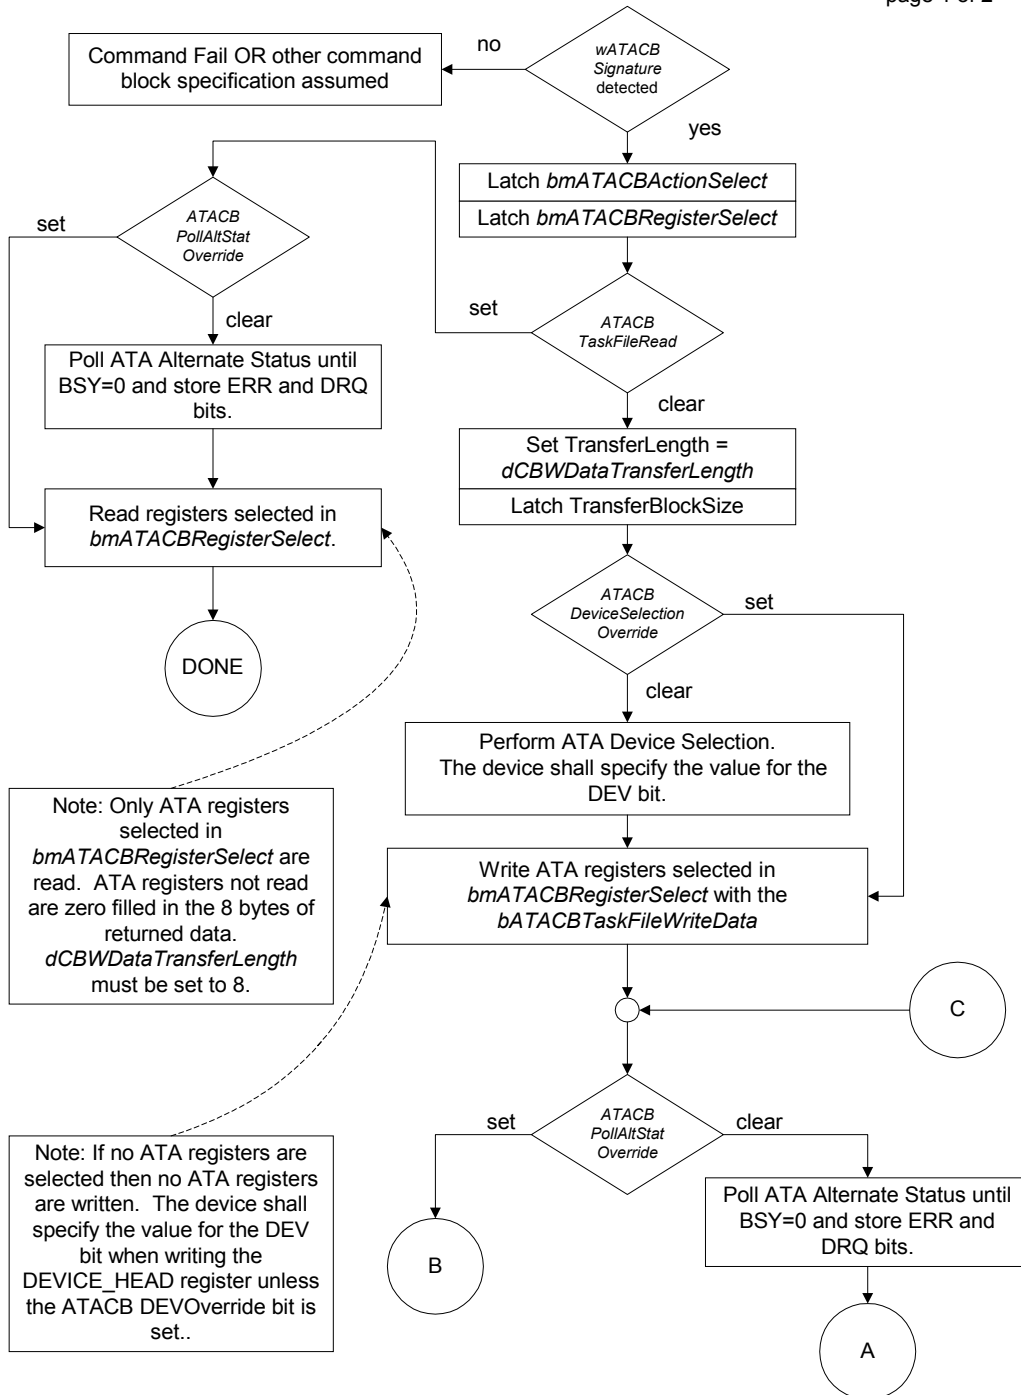 no
Command Fail OR other command
block specification assumed
wATACB
Signature
detected
yes
Latch bmATACBActionSelect
Latch bmATACBRegisterSelect
set
ATACB
PollAltStat
Override
clear
set
ATACB
TaskFileRead
clear
Poll ATA Alternate Status until
BSY=0 and store ERR and DRQ
bits.
Set TransferLength =
dCBWDataTransferLength
Latch TransferBlockSize
Read registers selected in
bmATACBRegisterSelect.
ATACB
DeviceSelection
Override
set
clear
DONE
Perform ATA Device Selection.
The device shall specify the value for the
DEV bit.
Note: Only ATA registers
selected in
bmATACBRegisterSelect are
read. ATA registers not read
are zero filled in the 8 bytes of
returned data.
dCBWDataTransferLength
must be set to 8.
Write ATA registers selected in
bmATACBRegisterSelect with the
bATACBTaskFileWriteData
C
set
ATACB
PollAltStat
Override
clear
Note: If no ATA registers are
selected then no ATA registers
are written. The device shall
specify the value for the DEV
bit when writing the
DEVICE_HEAD register unless
the ATACB DEVOverride bit is
set..
Poll ATA Alternate Status until
BSY=0 and store ERR and
DRQ bits.
B
A